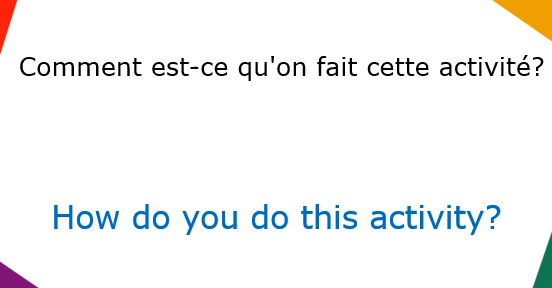 Comment est-ce qu'on fait cette activité?
How do you do this activity?